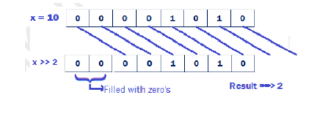 x = 10 0 0 0 0 1 0 1 0
x >> 2 0 0 0 0 1 0 1 0
Filled with zero's
Result ==> 2